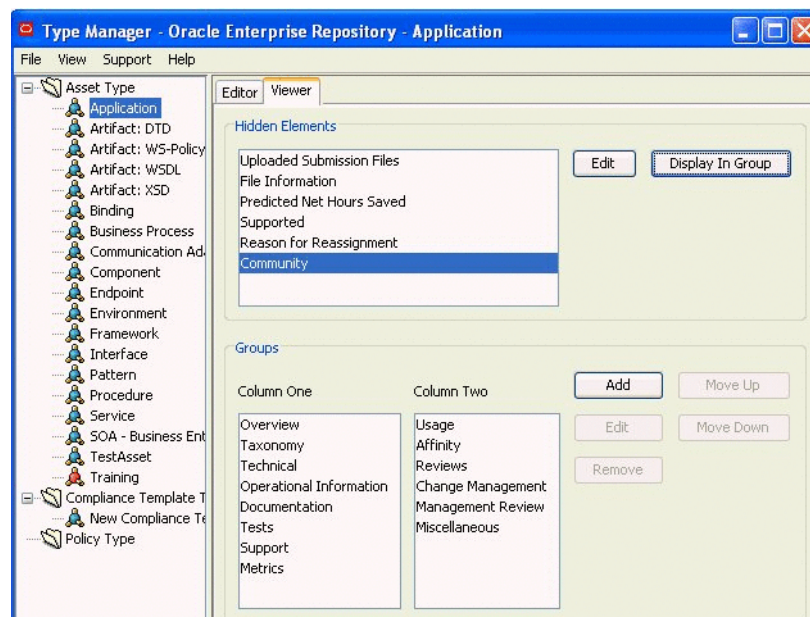 Type Manager - Oracle Enterprise Repository - Application
File View Support Help
Asset Type
Application
Artifact: DTD
Artifact: WS-Policy
Artifact: WSDL
Artifact: XSD
Binding
Business Process
Communication Ad
Component
Endpoint
Environment
Framework
Interface
Pattern
Procedure
Service
SOA - Business Ent
TestAsset
Training
Compliance Template T
New Compliance Te
Policy Type
Editor Viewer
Hidden Elements
Uploaded Submission Files
File Information
Predicted Net Hours Saved
Supported
Reason for Reassignment
Community
Edit Display In Group
Groups
Column One
Overview
Taxonomy
Technical
Operational Information
Documentation
Tests
Support
Metrics
Column Two
Usage
Affinity
Reviews
Change Management
Management Review
Miscellaneous
Add Move Up
Edit Move Down
Remove